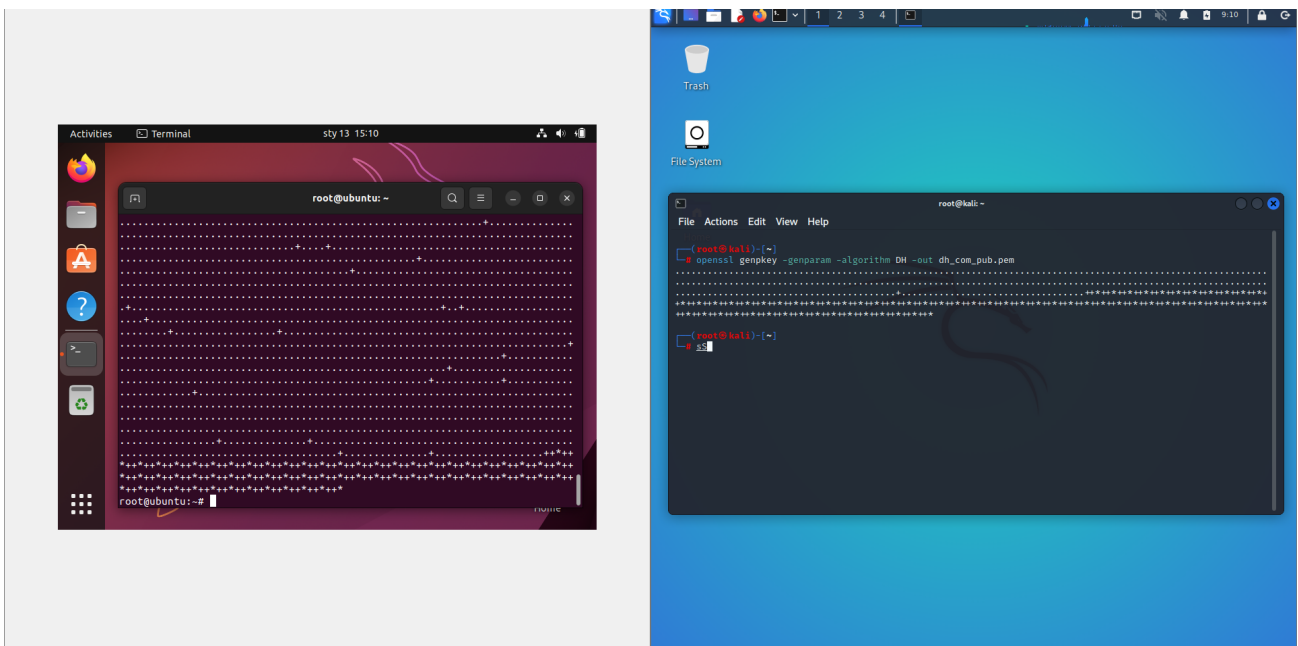 Activities
Terminal
sty 13 15:10
root@ubuntu: ~
root@ubuntu:~#
Home
1 2 3 4
9:10
Trash
File System
root@kali: ~
File Actions Edit View Help
(root㉿kali)-[~]
# openssl genpkey -genparam -algorithm DH -out dh_com_pub.pem
(root㉿kali)-[~]
# sS